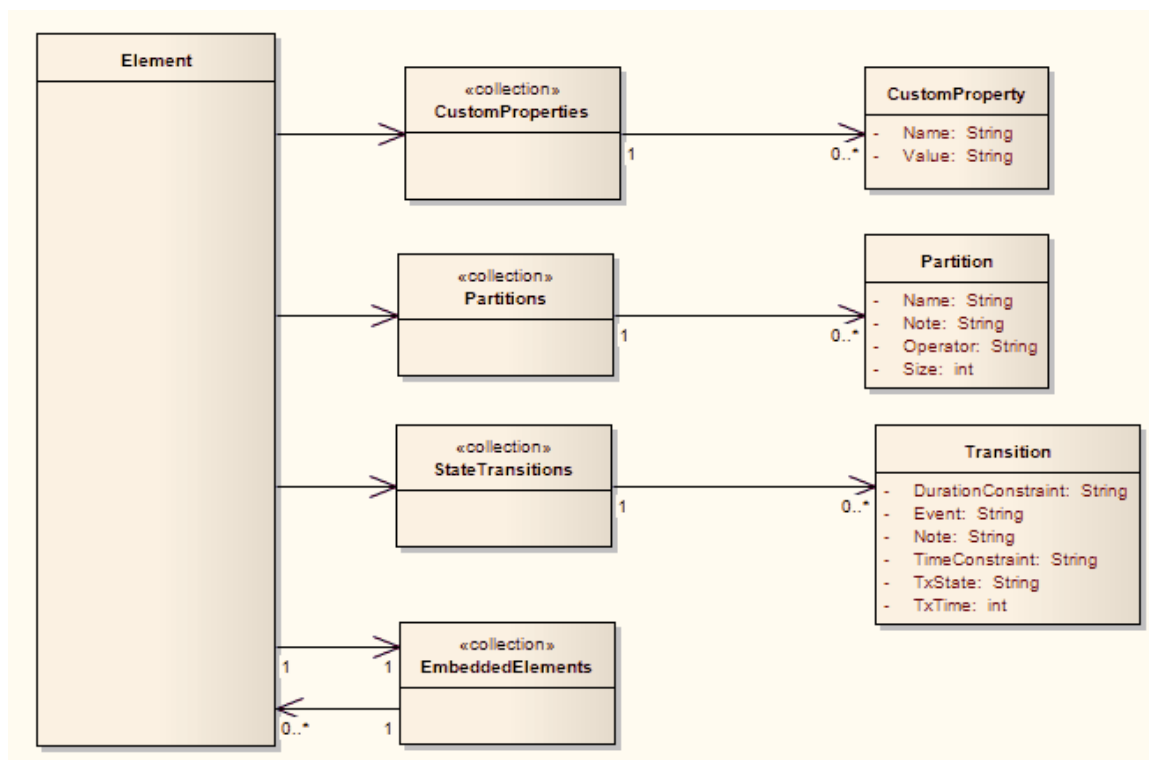 Element
«collection»
CustomProperties
1
0..*
CustomProperty
- Name: String
- Value: String
«collection»
Partitions
1
0..*
Partition
- Name: String
- Note: String
- Operator: String
- Size: int
«collection»
StateTransitions
1
0..*
Transition
- DurationConstraint: String
- Event: String
- Note: String
- TimeConstraint: String
- TxState: String
- TxTime: int
1
1
«collection»
EmbeddedElements
0..*
1